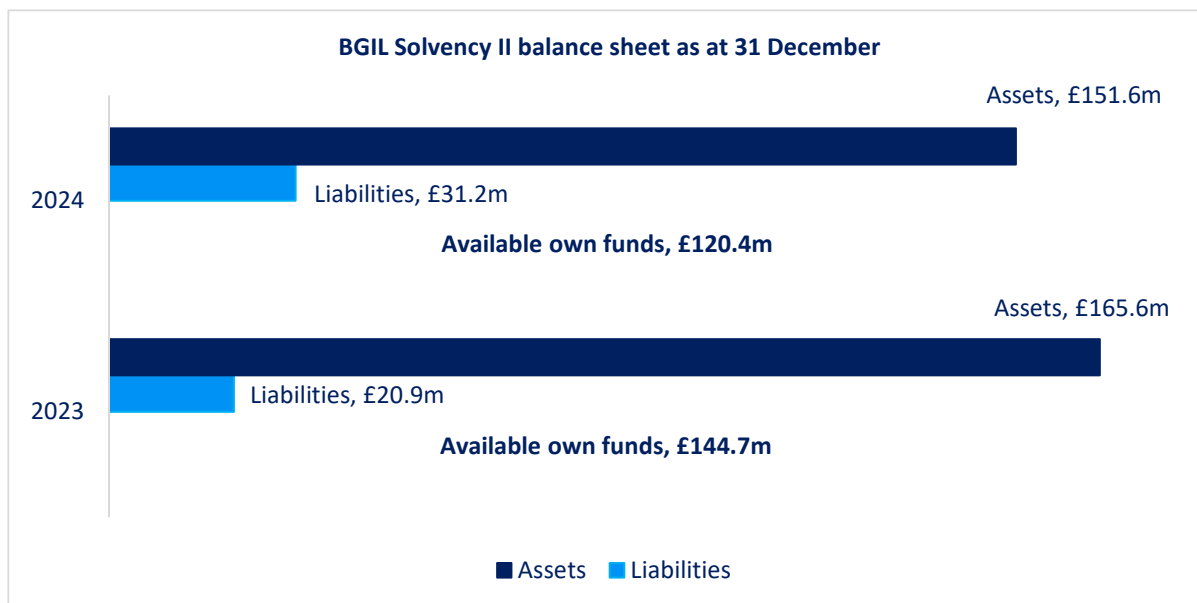 BGIL Solvency II balance sheet as at 31 December
Assets, £151.6m
2024
Liabilities, £31.2m
Available own funds, £120.4m
Assets, £165.6m
2023
Liabilities, £20.9m
Available own funds, £144.7m
Assets Liabilities